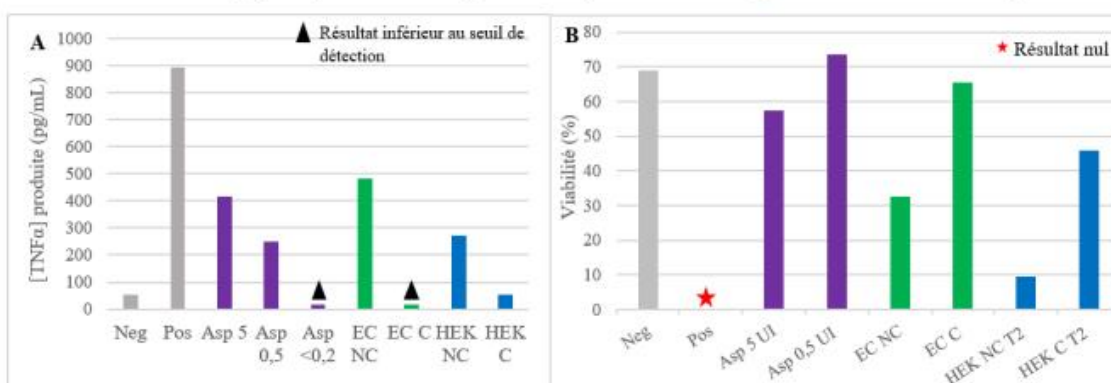 A
▲ Résultat inférieur au seuil de
détection
[TNFα] produite (pg/mL)
1000
900
800
700
600
500
400
300
200
100
0
Neg Pos Asp 5 Asp 0,5 Asp <0,2 EC NC EC C HEK NC HEK C
B
★ Résultat nul
Viabilité (%)
80
70
60
50
40
30
20
10
0
Neg Pos Asp 5 UI Asp 0,5 UI EC NC EC C HEK NC T2 HEK C T2